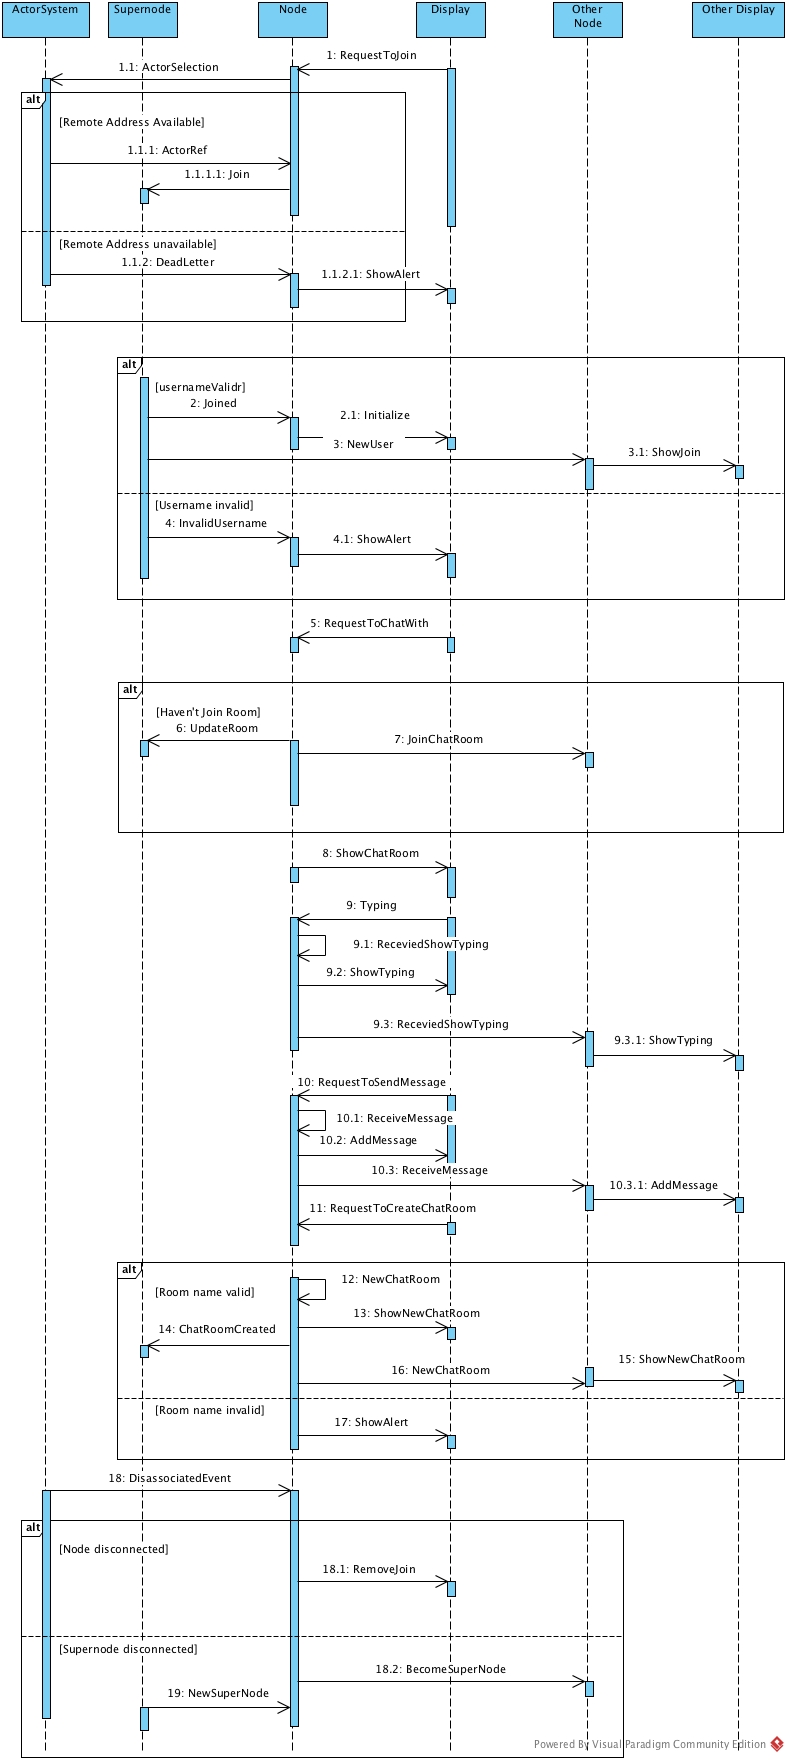 ActorSystem
Supernode
Node
Display
Other
Node
Other Display
1: RequestToJoin
1.1: ActorSelection
alt
[Remote Address Available]
1.1.1: ActorRef
1.1.1.1: Join
[Remote Address unavailable]
1.1.2: DeadLetter
1.1.2.1: ShowAlert
alt
[usernameValidr]
2: Joined
2.1: Initialize
3: NewUser
3.1: ShowJoin
[Username invalid]
4: InvalidUsername
4.1: ShowAlert
5: RequestToChatWith
alt
[Haven't Join Room]
6: UpdateRoom
7: JoinChatRoom
8: ShowChatRoom
9: Typing
9.1: ReceviedShowTyping
9.2: ShowTyping
9.3: ReceviedShowTyping
9.3.1: ShowTyping
10: RequestToSendMessage
10.1: ReceiveMessage
10.2: AddMessage
10.3: ReceiveMessage
10.3.1: AddMessage
11: RequestToCreateChatRoom
alt
12: NewChatRoom
[Room name valid]
13: ShowNewChatRoom
14: ChatRoomCreated
15: ShowNewChatRoom
16: NewChatRoom
[Room name invalid]
17: ShowAlert
18: DisassociatedEvent
alt
[Node disconnected]
18.1: RemoveJoin
[Supernode disconnected]
18.2: BecomeSuperNode
19: NewSuperNode
Powered By Visual Paradigm Community Edition